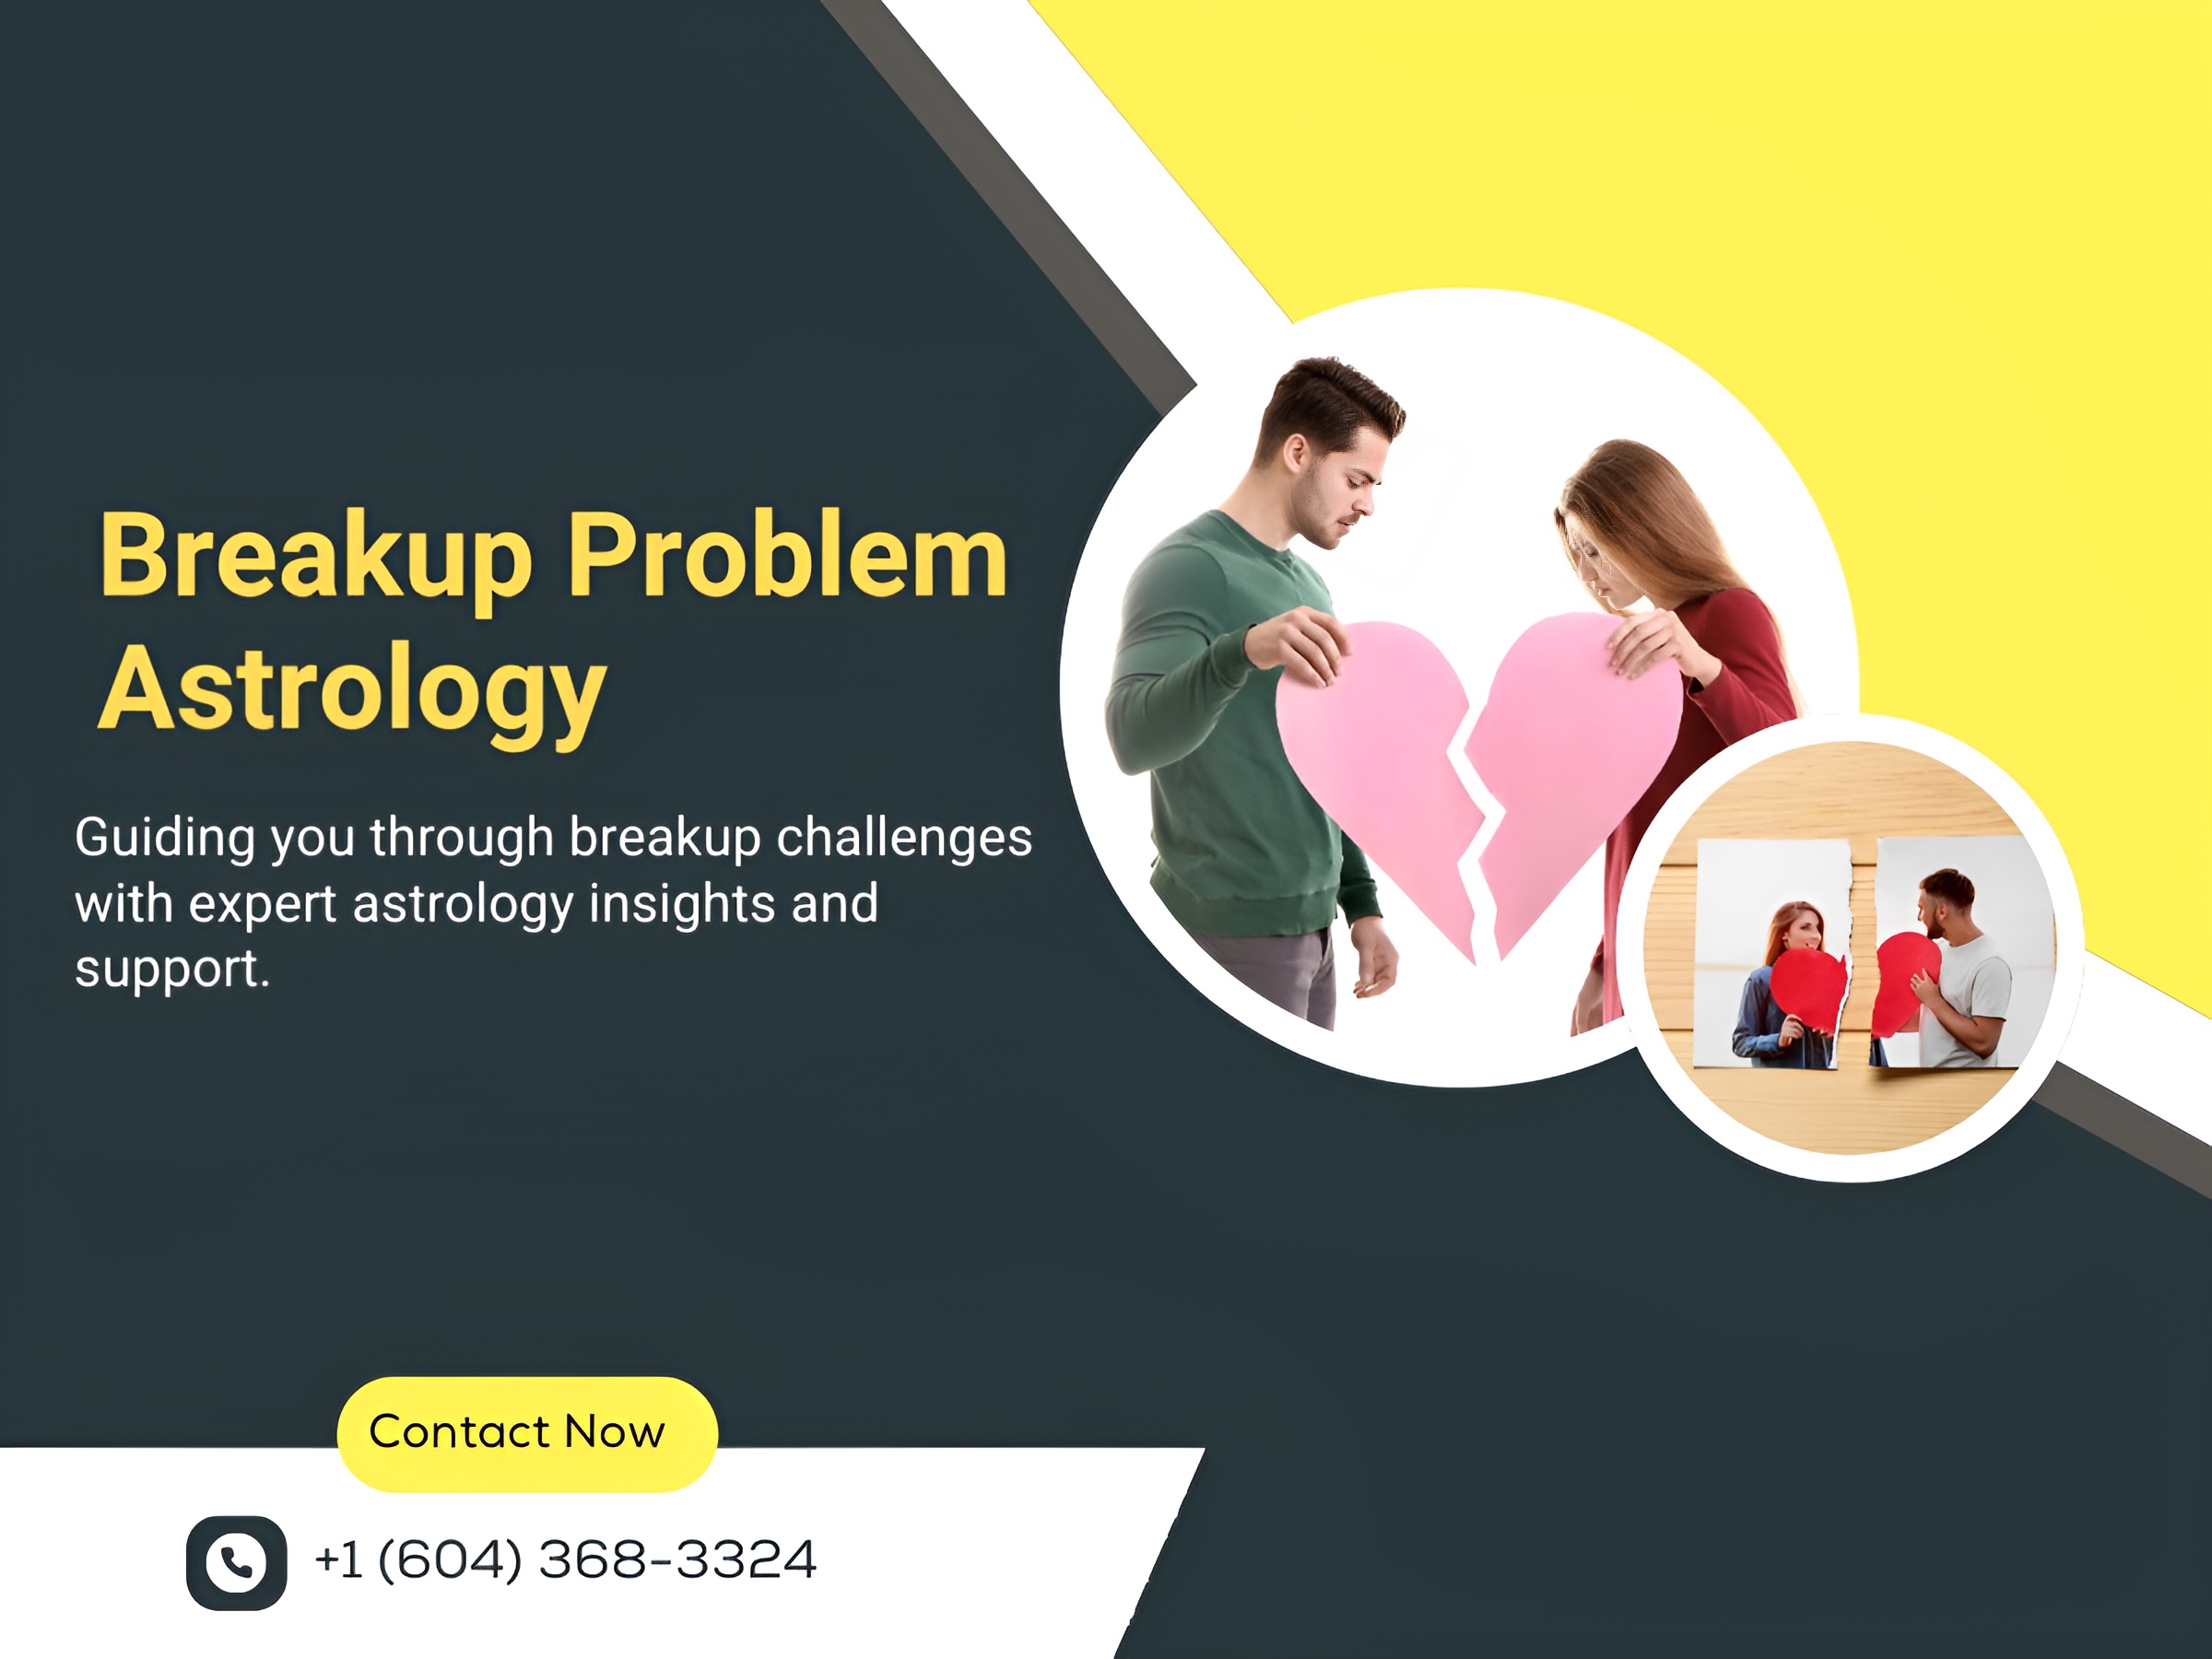 Breakup Problem
Astrology
Guiding you through breakup challenges
with expert astrology insights and
support.
Contact Now
+1 (604) 368-3324